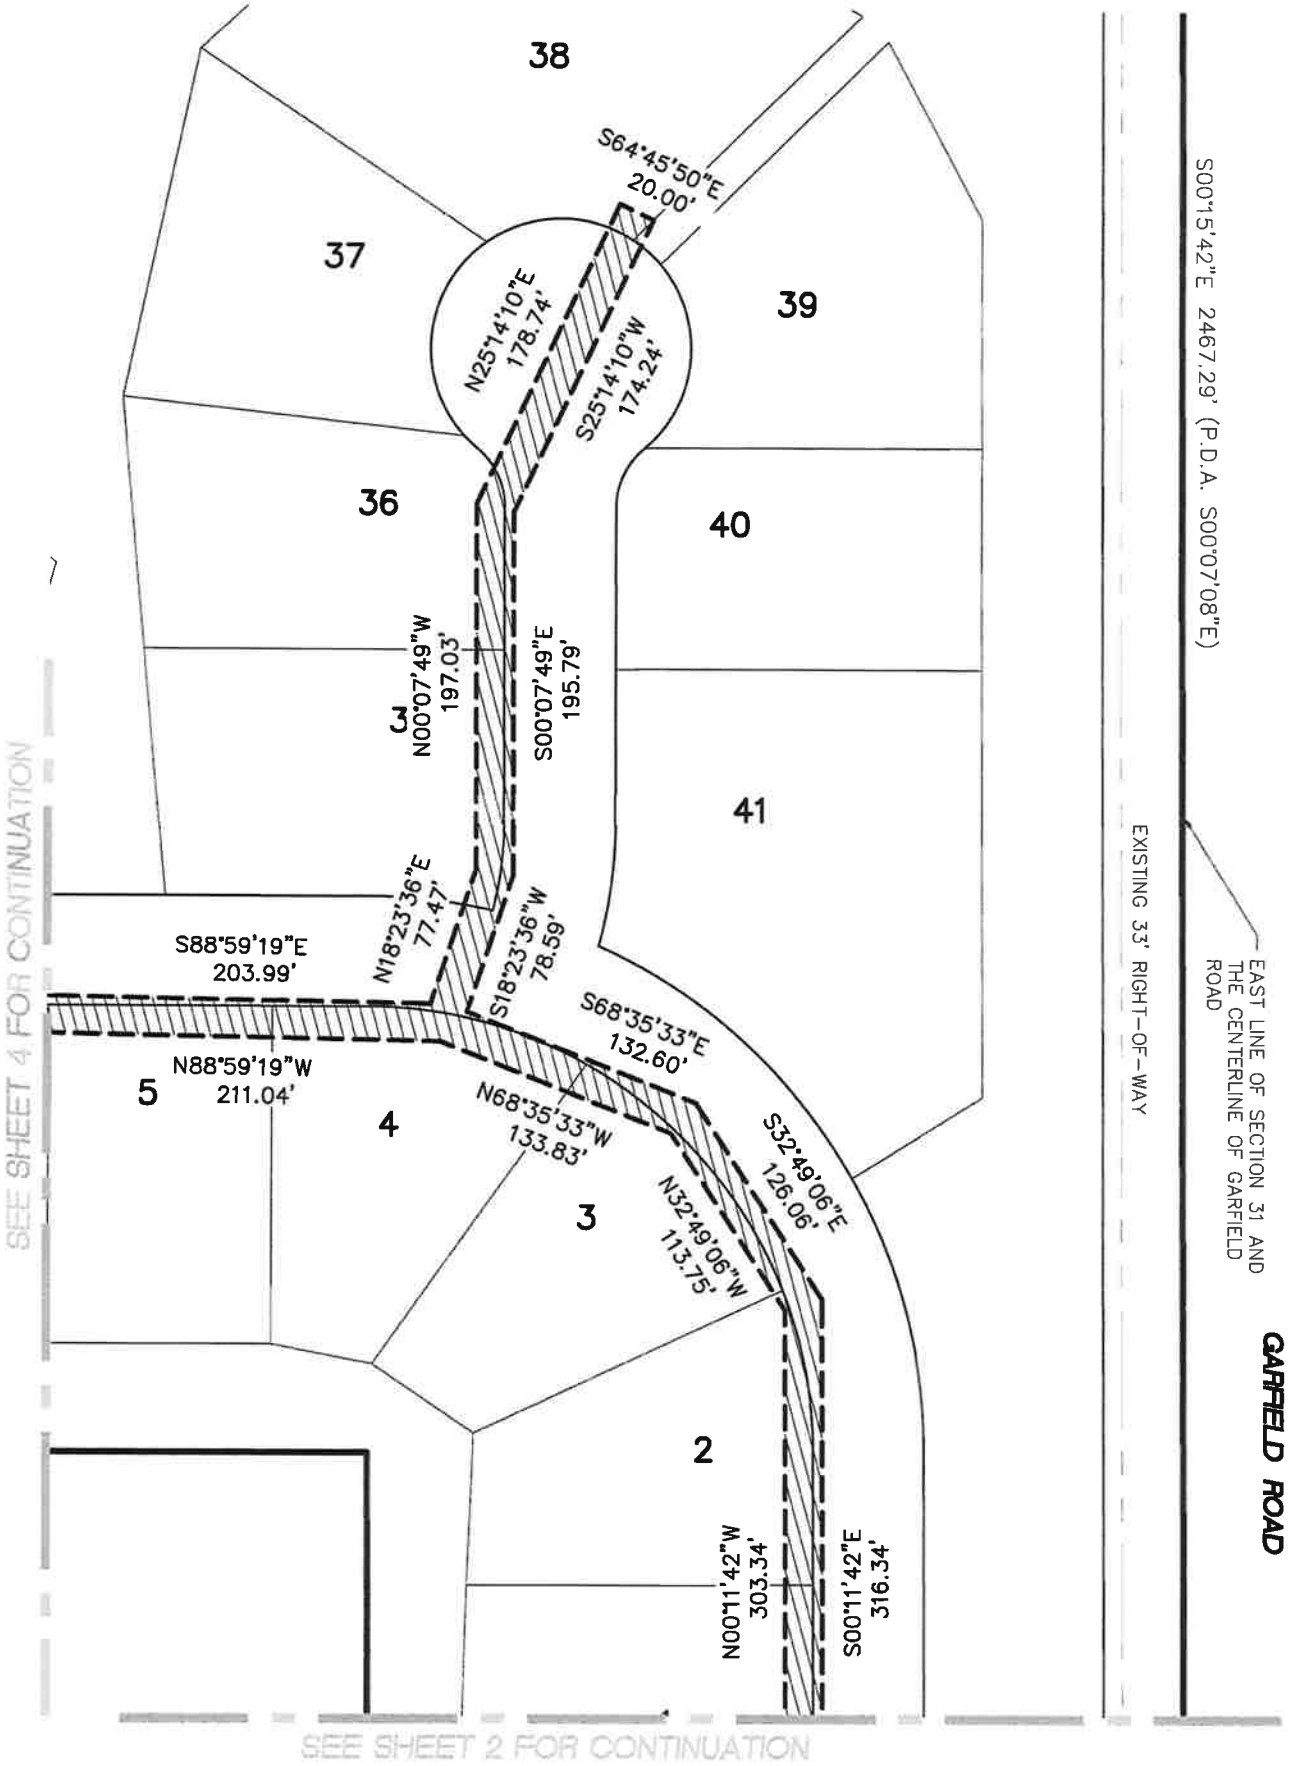 38
S64°45'50"E
20.00'
37
N25°14'10"E
178.74'
S25°14'10"W
174.24'
39
36
40
N00°07'49"W
197.03'
S00°07'49"E
195.79'
3
41
N18°23'36"E
77.47'
S18°23'36"W
78.59'
S88°59'19"E
203.99'
N88°59'19"W
211.04'
S68°35'33"E
132.60'
N68°35'33"W
133.83'
5
4
3
S32°49'06"E
126.06'
N32°49'06"W
113.75'
2
N00°11'42"W
303.34'
S00°11'42"E
316.34'
S00°15'42"E 2467.29' (P.D.A. S00°07'08"E)
EXISTING 33' RIGHT-OF-WAY
EAST LINE OF SECTION 31 AND
THE CENTERLINE OF GARFIELD
ROAD
GARFIELD ROAD
SEE SHEET 4 FOR CONTINUATION
SEE SHEET 2 FOR CONTINUATION